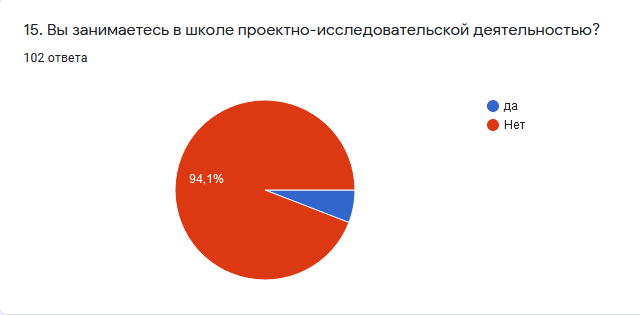 15. Вы занимаетесь в школе проектно-исследовательской деятельностью?
102 ответа
да
Нет
94,1%